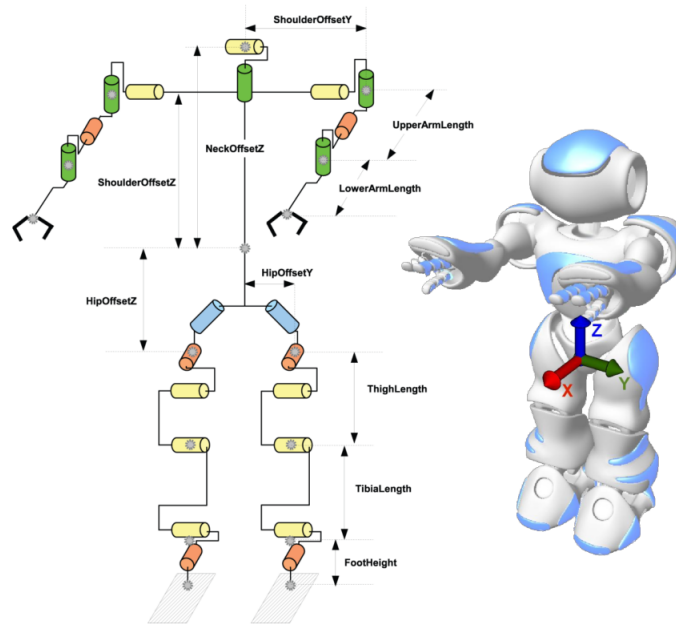 ShoulderOffsetY
UpperArmLength
NeckOffsetZ
ShoulderOffsetZ
LowerArmLength
HipOffsetY
HipOffsetZ
Z
Y
X
ThighLength
TibiaLength
FootHeight